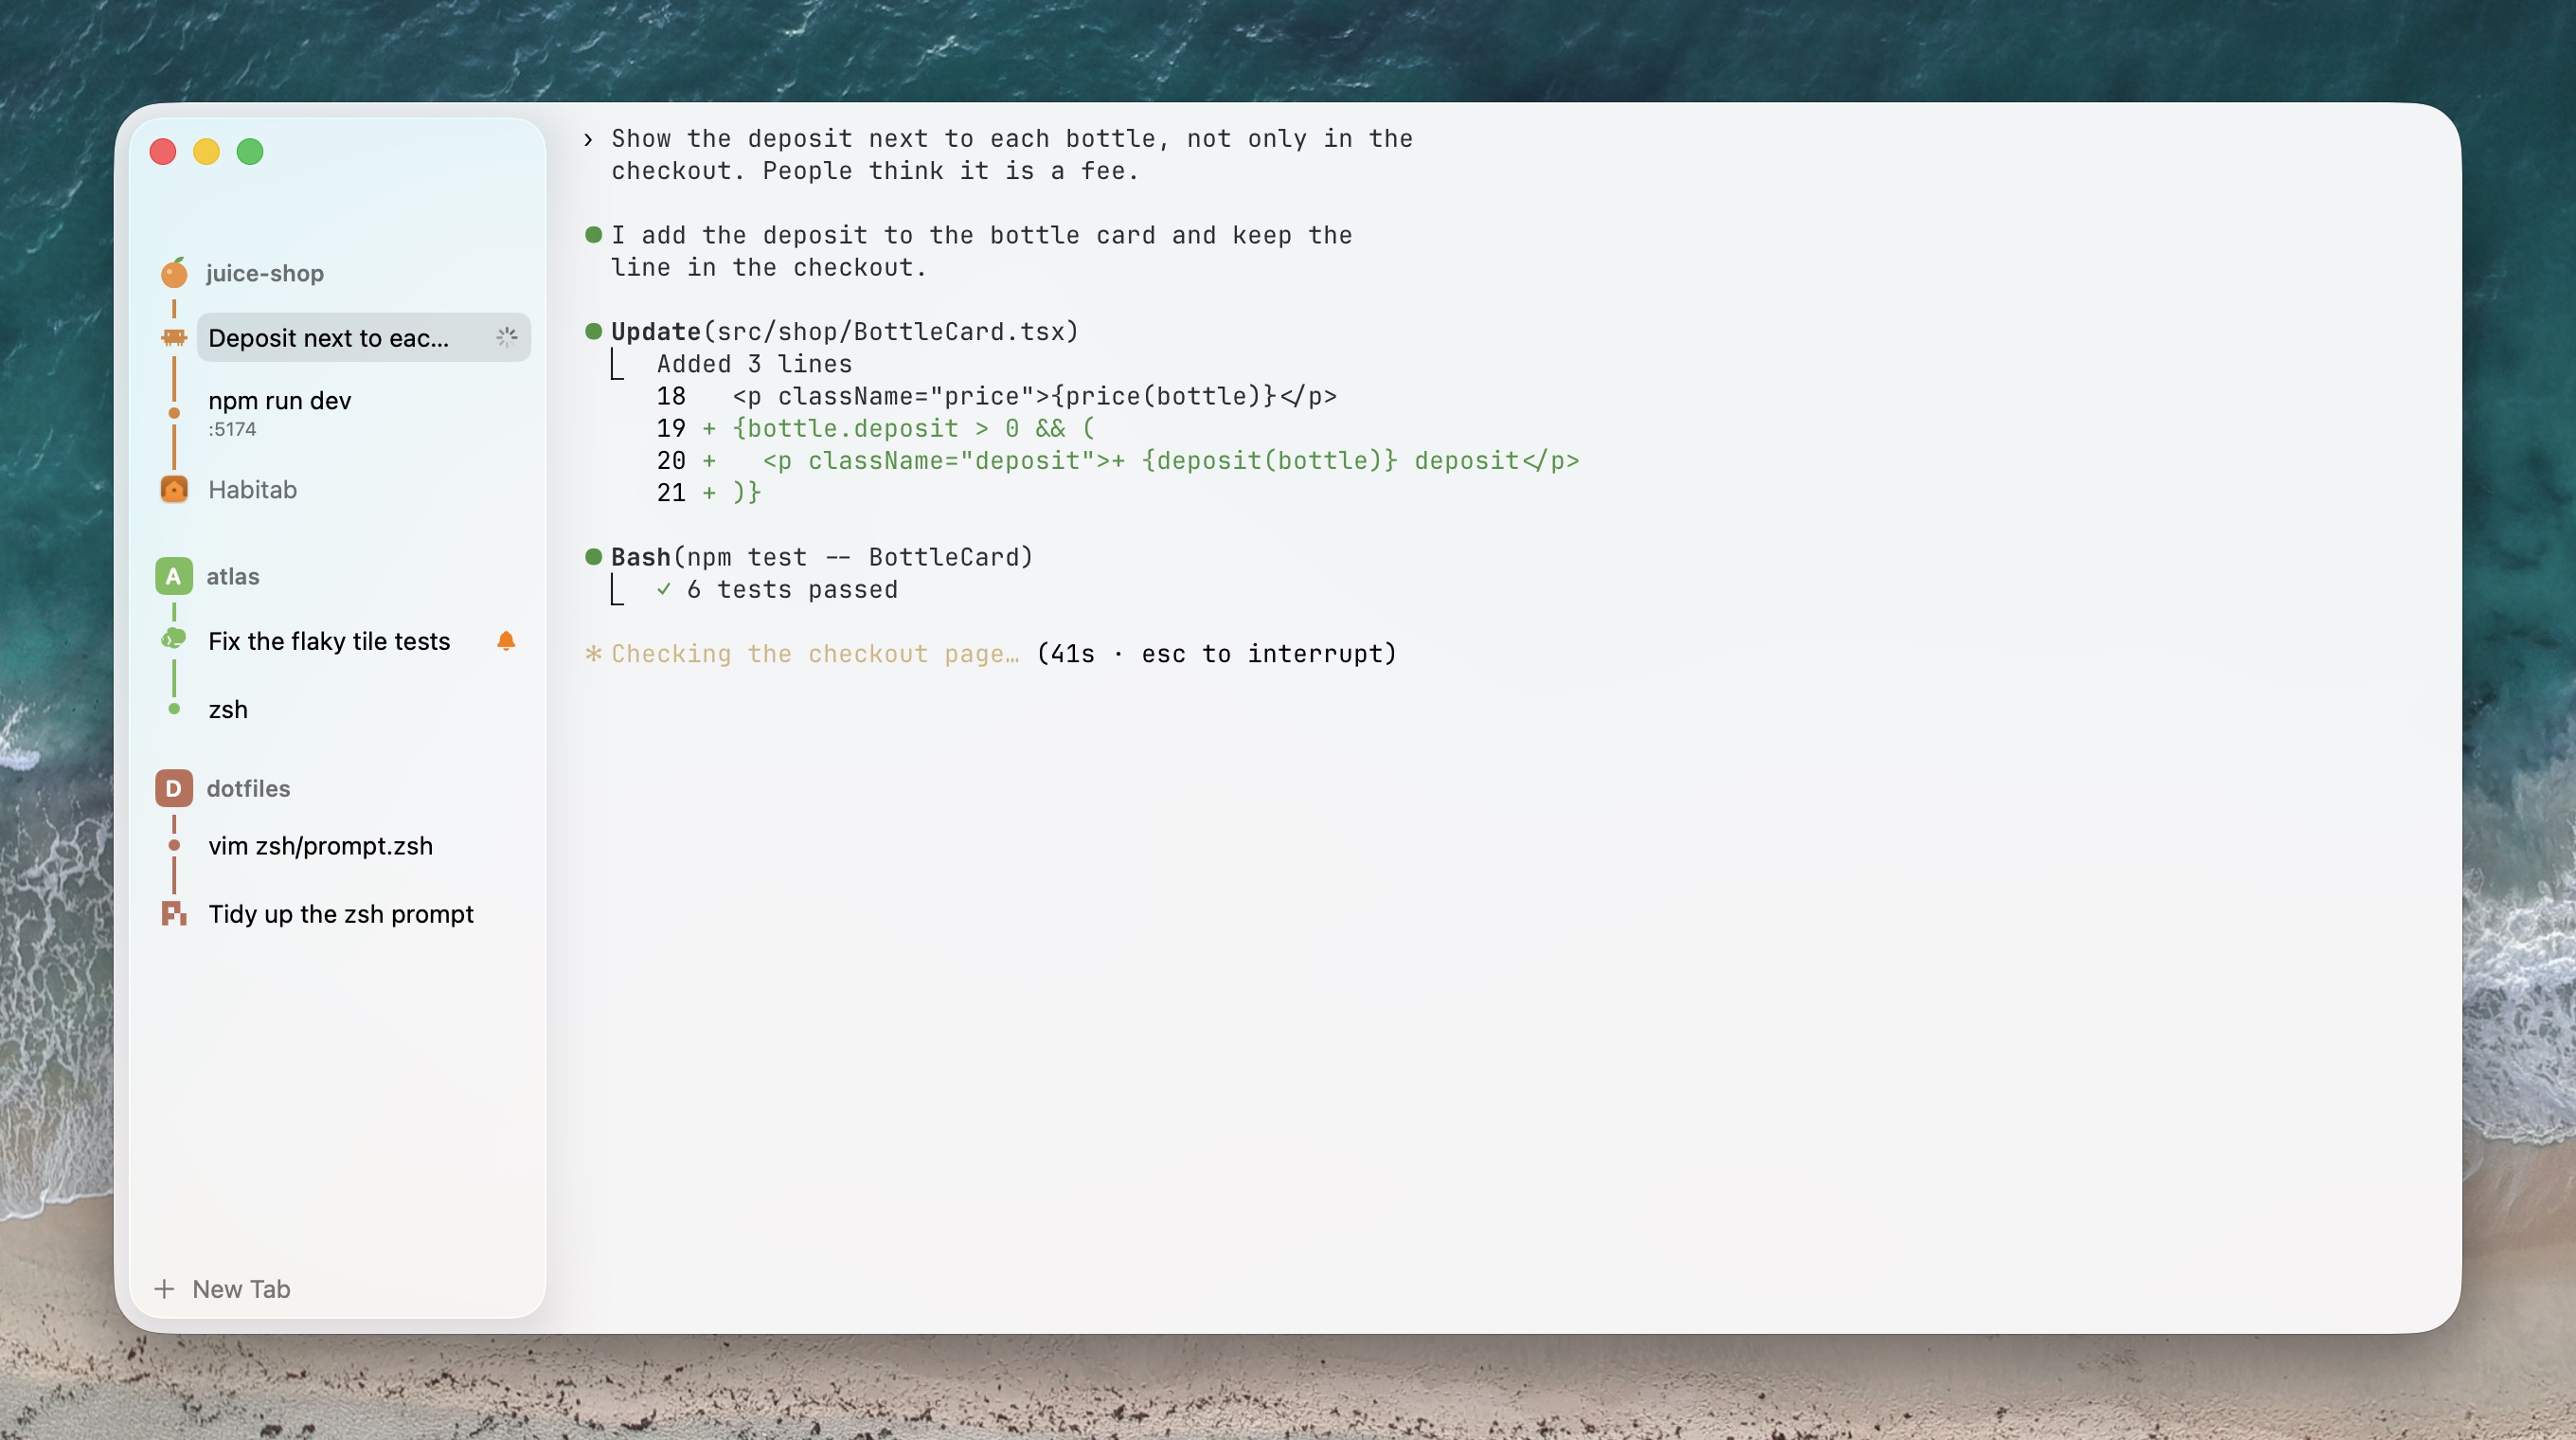 juice-shop
Deposit next to eac...
npm run dev
:5174
Habitab
A atlas
Fix the flaky tile tests
zsh
D dotfiles
vim zsh/prompt.zsh
Tidy up the zsh prompt
+ New Tab
› Show the deposit next to each bottle, not only in the
checkout. People think it is a fee.
I add the deposit to the bottle card and keep the
line in the checkout.
Update(src/shop/BottleCard.tsx)
Added 3 lines
18   <p className="price">{price(bottle)}</p>
19 + {bottle.deposit > 0 && (
20 +   <p className="deposit">+ {deposit(bottle)} deposit</p>
21 + )}
Bash(npm test -- BottleCard)
✓ 6 tests passed
* Checking the checkout page… (41s · esc to interrupt)